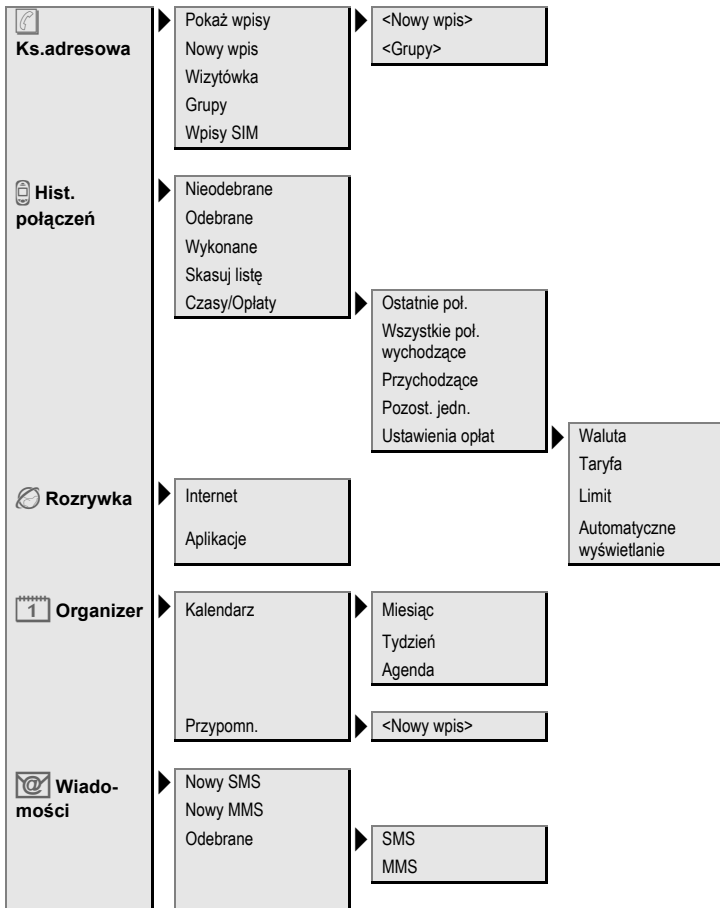 Ks.adresowa
Pokaż wpisy
Nowy wpis
Wizytówka
Grupy
Wpisy SIM
<Nowy wpis>
<Grupy>
Hist.
połączeń
Nieodebrane
Odebrane
Wykonane
Skasuj listę
Czasy/Opłaty
Ostatnie poł.
Wszystkie poł.
wychodzące
Przychodzące
Pozost. jedn.
Ustawienia opłat
Waluta
Taryfa
Limit
Automatyczne
wyświetlanie
Rozrywka
Internet
Aplikacje
1 Organizer
Kalendarz
Miesiąc
Tydzień
Agenda
Przypomn.
<Nowy wpis>
@ Wiado-
mości
Nowy SMS
Nowy MMS
Odebrane
SMS
MMS